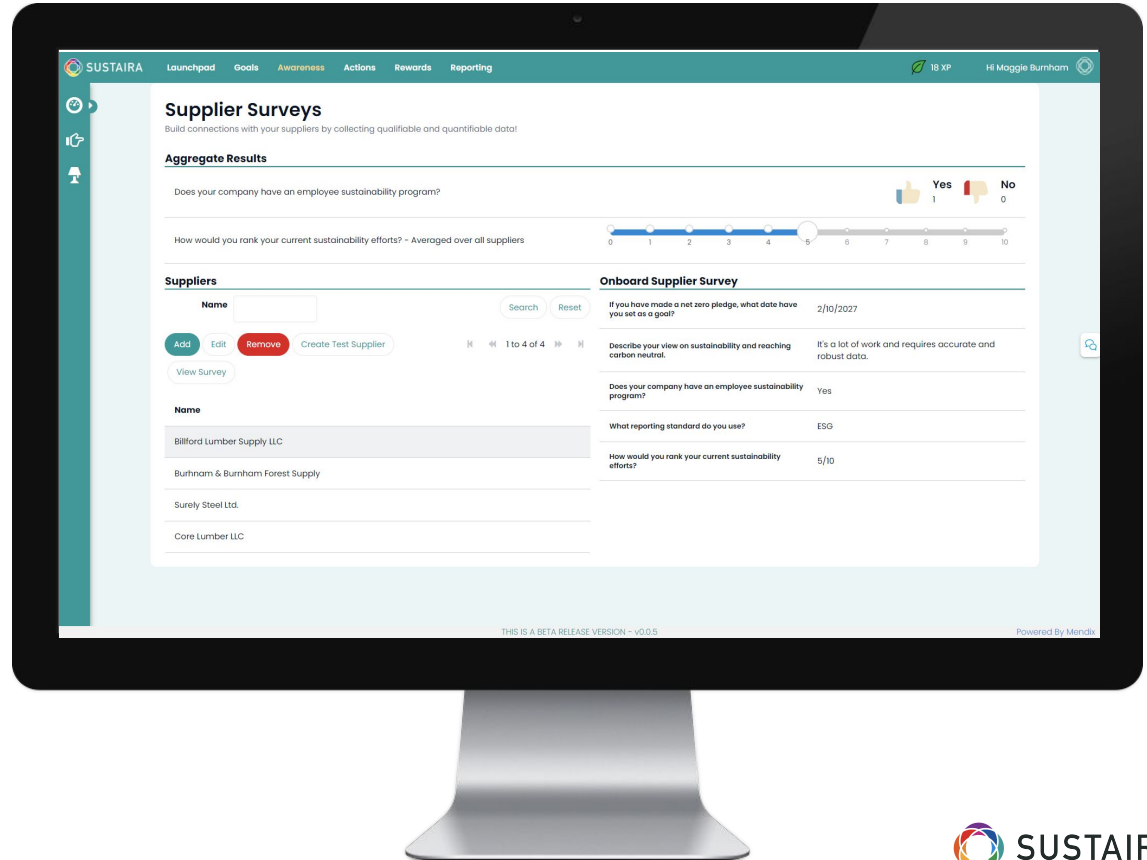 SUSTAIRA
Launchpad Goals Awareness Actions Rewards Reporting
18 XP
Hi Maggie Burnham
Supplier Surveys
Build connections with your suppliers by collecting qualifiable and quantifiable data!
Aggregate Results
Does your company have an employee sustainability program?
Yes
1
No
0
How would you rank your current sustainability efforts? - Averaged over all suppliers
0 1 2 3 4 5 6 7 8 9 10
Suppliers
Name
Search Reset
Add Edit Remove Create Test Supplier
1 to 4 of 4
View Survey
Name
Billford Lumber Supply LLC
Burhnam & Burnham Forest Supply
Surely Steel Ltd.
Core Lumber LLC
Onboard Supplier Survey
If you have made a net zero pledge, what date have
you set as a goal?
2/10/2027
Describe your view on sustainability and reaching
carbon neutral.
It's a lot of work and requires accurate and
robust data.
Does your company have an employee sustainability
program?
Yes
What reporting standard do you use?
ESG
How would you rank your current sustainability
efforts?
5/10
THIS IS A BETA RELEASE VERSION - v0.0.5
Powered By Mendix